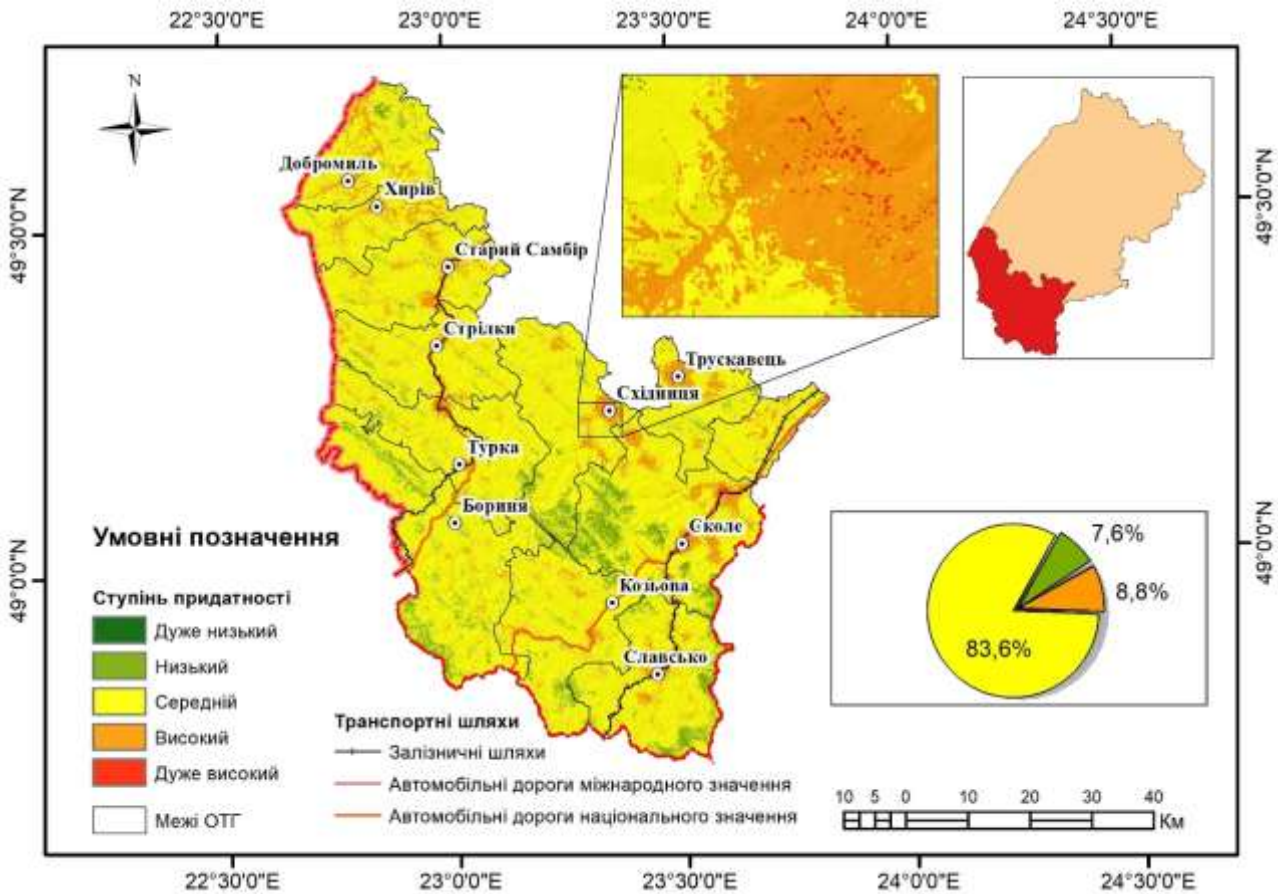 22°30'0"E
23°0'0"E
23°30'0"E
24°0'0"E
24°30'0"E
N
49°30'0"N
49°30'0"N
49°0'0"N
49°0'0"N
Добромиль
Хирів
Старий Самбір
Стрілки
Трускавець
Східниця
Турка
Бориня
Сколе
Козьова
Славсько
Умовні позначення
Ступінь придатності
Дуже низький
Низький
Середній
Високий
Дуже високий
Межі ОТГ
Транспортні шляхи
Залізничні шляхи
Автомобільні дороги міжнародного значення
Автомобільні дороги національного значення
7,6%
8,8%
83,6%
10 5 0 10 20 30 40
Км
22°30'0"E
23°0'0"E
23°30'0"E
24°0'0"E
24°30'0"E